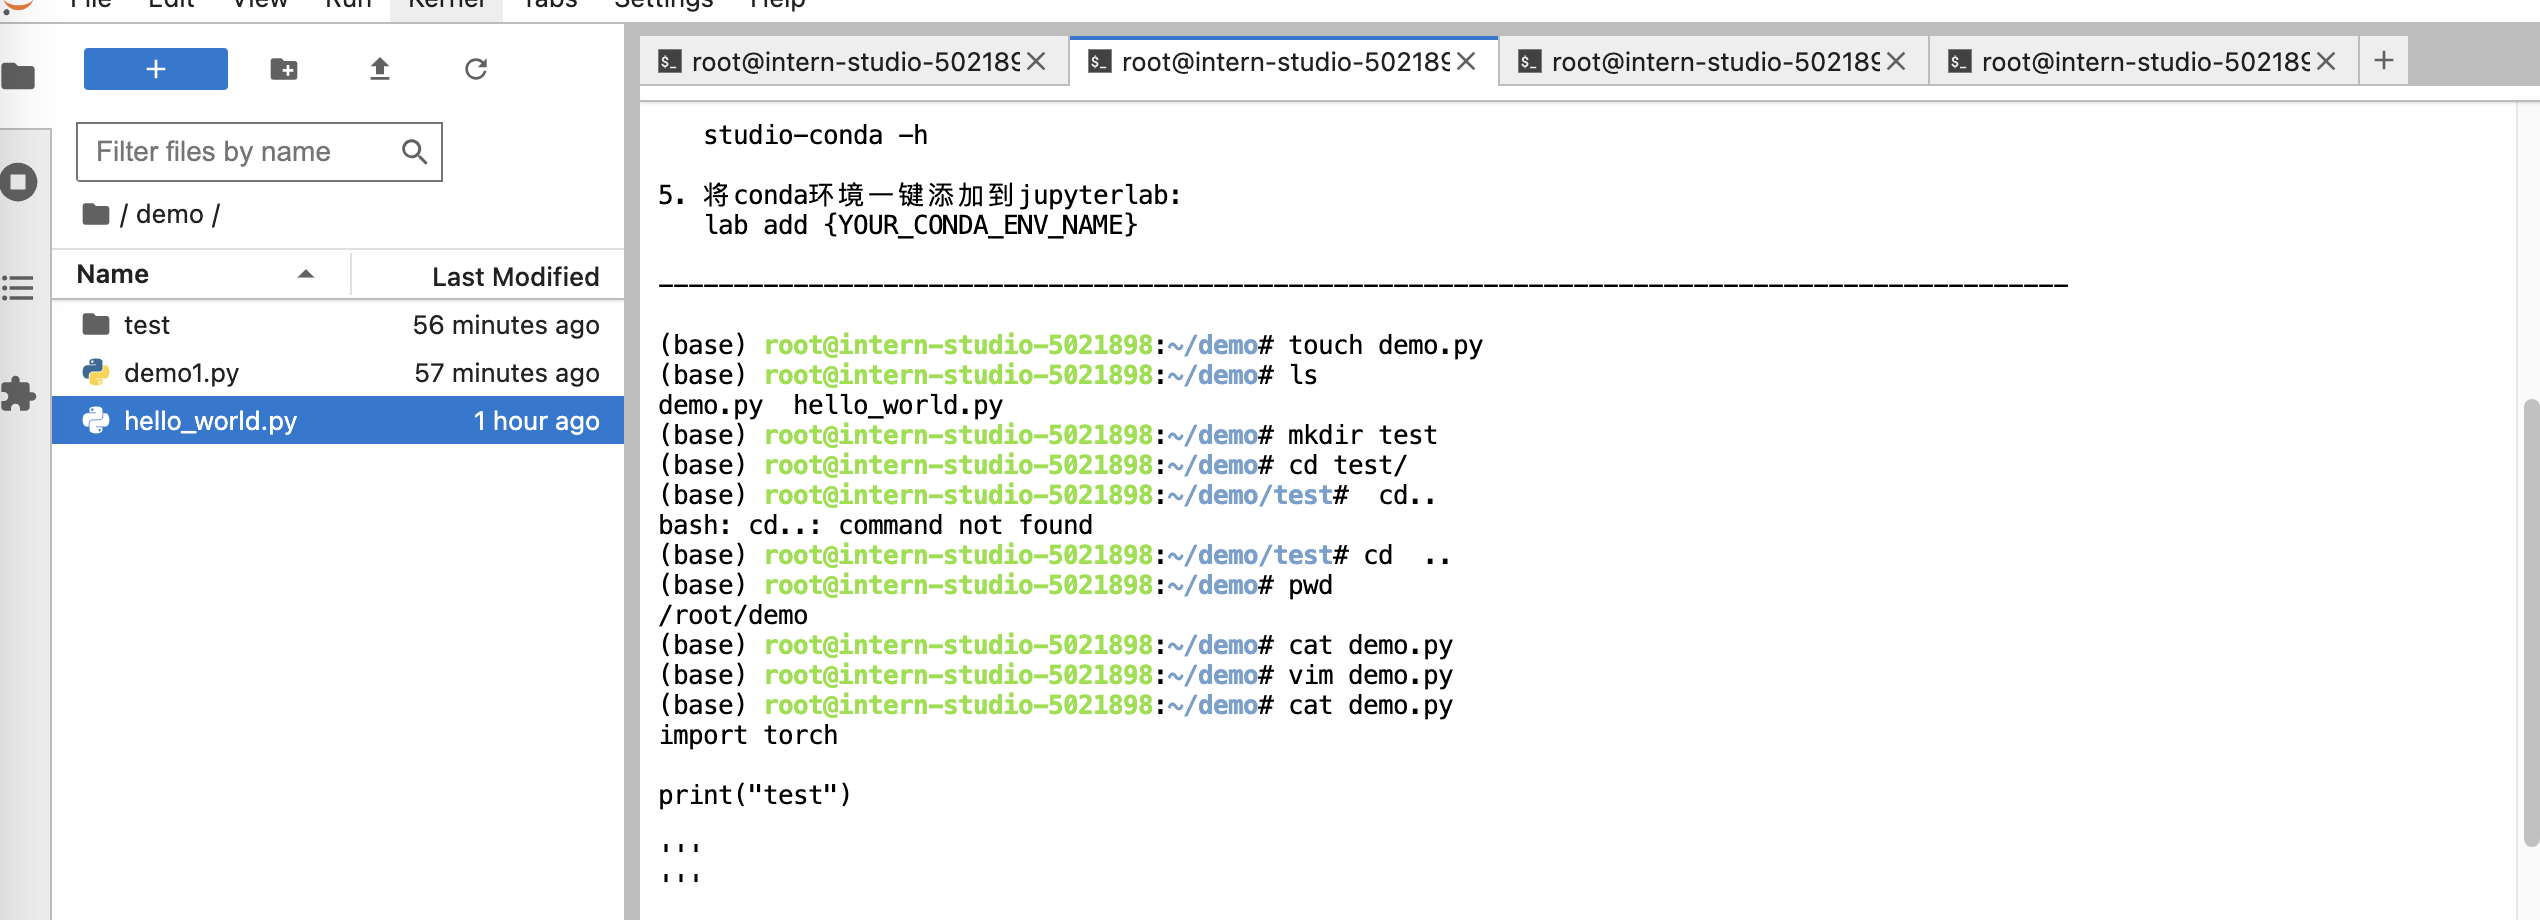 File Edit View Run Kernel Tabs Settings Help
root@intern-studio-502189 root@intern-studio-502189 root@intern-studio-502189 root@intern-studio-502189
Filter files by name
/ demo /
Name Last Modified
test 56 minutes ago
demo1.py 57 minutes ago
hello_world.py 1 hour ago
studio-conda -h
5. 将conda环境一键添加到jupyterlab:
lab add {YOUR_CONDA_ENV_NAME}
----------------------------------------------------------------------------------------------
(base) root@intern-studio-5021898:~/demo# touch demo.py
(base) root@intern-studio-5021898:~/demo# ls
demo.py  hello_world.py
(base) root@intern-studio-5021898:~/demo# mkdir test
(base) root@intern-studio-5021898:~/demo# cd test/
(base) root@intern-studio-5021898:~/demo/test#  cd..
bash: cd..: command not found
(base) root@intern-studio-5021898:~/demo/test# cd  ..
(base) root@intern-studio-5021898:~/demo# pwd
/root/demo
(base) root@intern-studio-5021898:~/demo# cat demo.py
(base) root@intern-studio-5021898:~/demo# vim demo.py
(base) root@intern-studio-5021898:~/demo# cat demo.py
import torch
print("test")
'''
'''